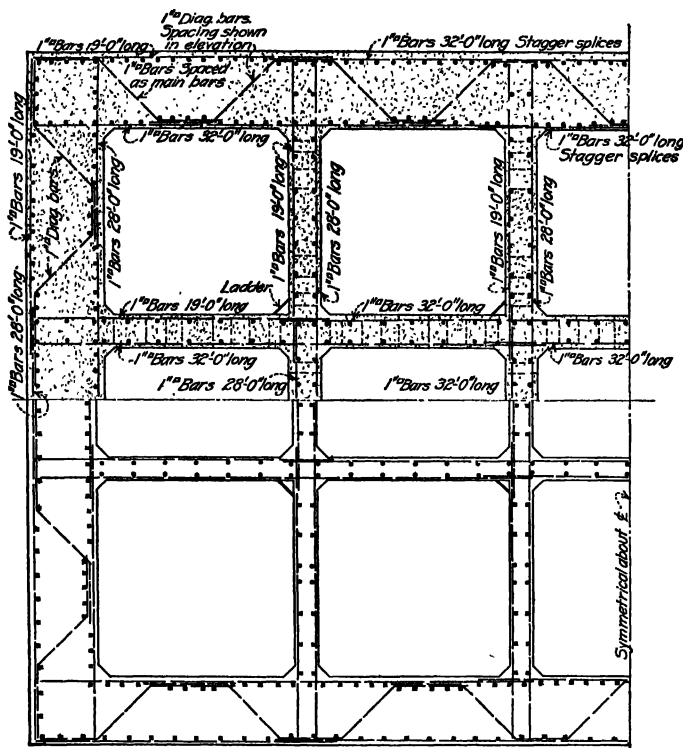 1"⌑Diag. bars.
Spacing shown
in elevation
1"⌑Bars 19'-0"long
1"⌑Bars 32'-0"long Stagger splices
1"⌑Bars Spaced
as main bars
1"⌑Bars 19'-0"long
1"⌑Bars 28'-0"long
1"⌑Diag. bars
1"⌑Bars 32'-0"long
1"⌑Bars 28'-0"long
1"⌑Bars 19'-0"long
1"⌑Bars 28'-0"long
1"⌑Bars 19'-0"long
1"⌑Bars 28'-0"long
1"⌑Bars 32'-0"long
Stagger splices
Ladder
1"⌑Bars 19'-0"long
1"⌑Bars 32'-0"long
1"⌑Bars 32'-0"long
1"⌑Bars 32'-0"long
1"⌑Bars 28'-0"long
1"⌑Bars 32'-0"long
Symmetrical about ℄